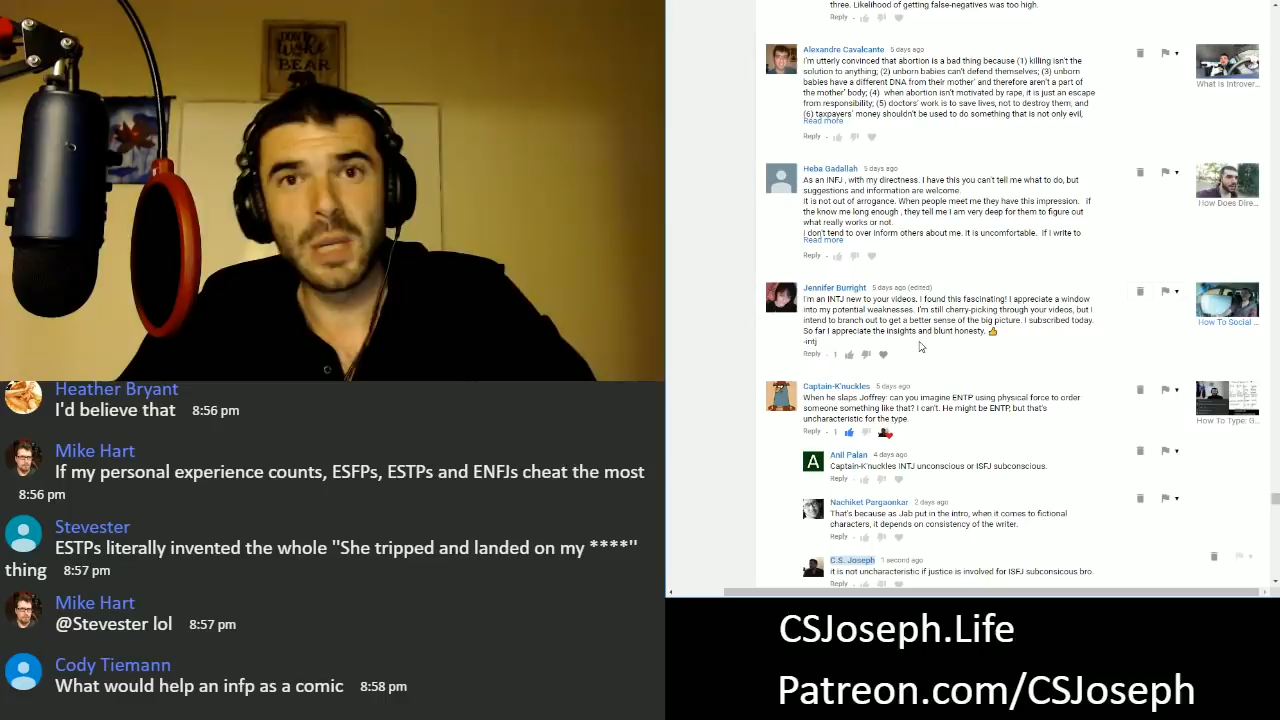 DON'T
WOKE
THE
BEAR
Heather Bryant
I'd believe that 8:56 pm
Mike Hart
If my personal experience counts, ESFPs, ESTPs and ENFJs cheat the most
8:56 pm
Stevester
ESTPs literally invented the whole "She tripped and landed on my ****"
thing 8:57 pm
Mike Hart
@Stevester lol 8:57 pm
Cody Tiemann
What would help an infp as a comic 8:58 pm
three. Likelihood of getting false-negatives was too high.
Reply
Alexandre Cavalcante 5 days ago
I'm utterly convinced that abortion is a bad thing because (1) killing isn't the
solution to anything; (2) unborn babies can't defend themselves; (3) unborn
babies have a different DNA from their mother' and therefore aren't a part of
the mother' body; (4) when abortion isn't motivated by rape, it is just an escape
from responsibility; (5) doctors' work is to save lives, not to destroy them; and
(6) taxpayers' money shouldn't be used to do something that is not only evil,
Read more
Reply
What Is Introver...
Heba Gadallah 5 days ago
As an INFJ , with my directness. I have this you can't tell me what to do, but
suggestions and information are welcome.
It is not out of arrogance. When people meet me they have this impression. if
the know me long enough , they tell me I am very deep for them to figure out
what really works or not.
I don't tend to over inform others about me. It is uncomfortable. If I write to
Read more
Reply
How Does Dire...
Jennifer Burright 5 days ago (edited)
I'm an INTJ new to your videos. I found this fascinating! I appreciate a window
into my potential weaknesses. I'm still cherry-picking through your videos, but I
intend to branch out to get a better sense of the big picture. I subscribed today.
So far I appreciate the insights and blunt honesty. 👍
-intj
Reply · 1
How To Social ...
Captain-K'nuckles 5 days ago
When he slaps Joffrey: can you imagine ENTP using physical force to order
someone something like that? I can't. He might be ENTP, but that's
uncharacteristic for the type.
Reply · 1
How To Type: G...
A
Anil Palan 4 days ago
Captain-K'nuckles INTJ unconscious or ISFJ subconscious.
Reply
Nachiket Pargaonkar 2 days ago
That's because as Jab put in the intro, when it comes to fictional
characters, it depends on consistency of the writer.
Reply
C.S. Joseph 1 second ago
it is not uncharacteristic if justice is involved for ISFJ subconsicous bro.
Reply
CSJoseph.Life
Patreon.com/CSJoseph